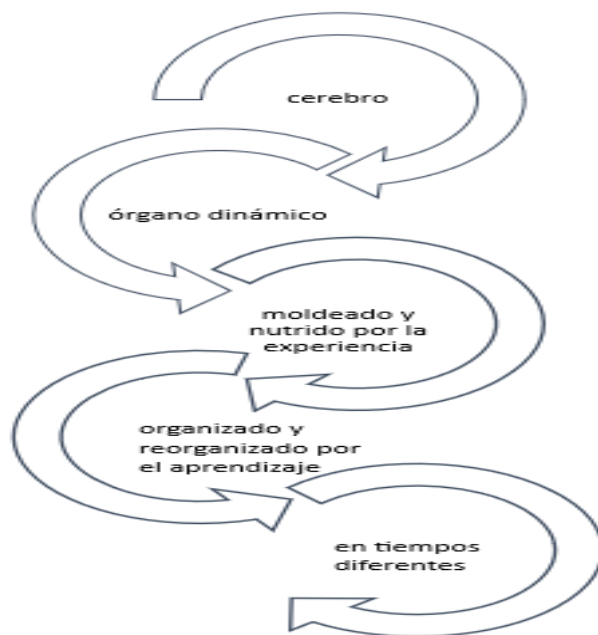 cerebro
órgano dinámico
moldeado y
nutrido por la
experiencia
organizado y
reorganizado por
el aprendizaje
en tiempos
diferentes